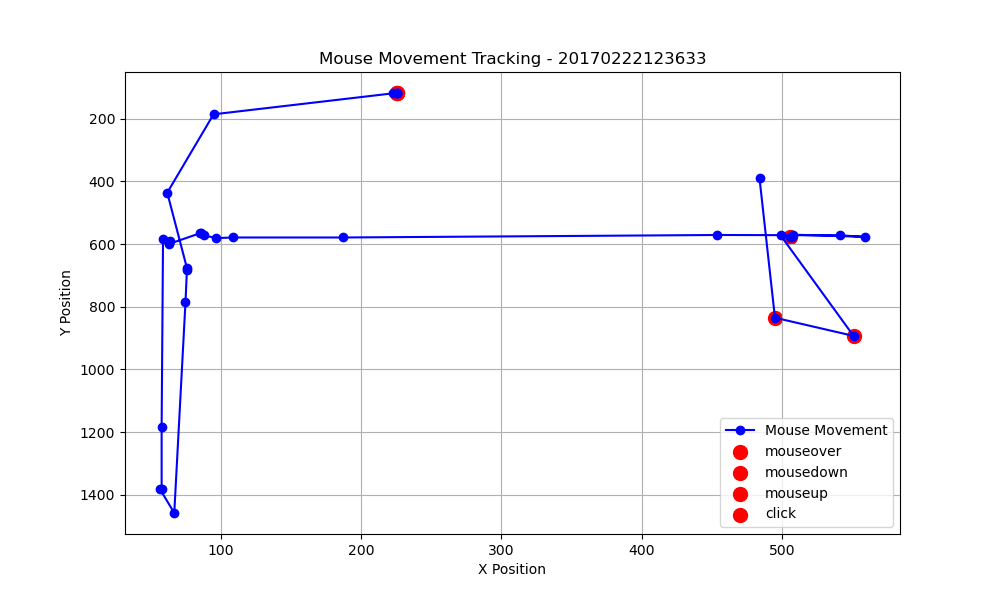 Mouse Movement Tracking - 20170222123633
Y Position
200
400
600
800
1000
1200
1400
Mouse Movement
mouseover
mousedown
mouseup
click
100
200
300
400
500
X Position